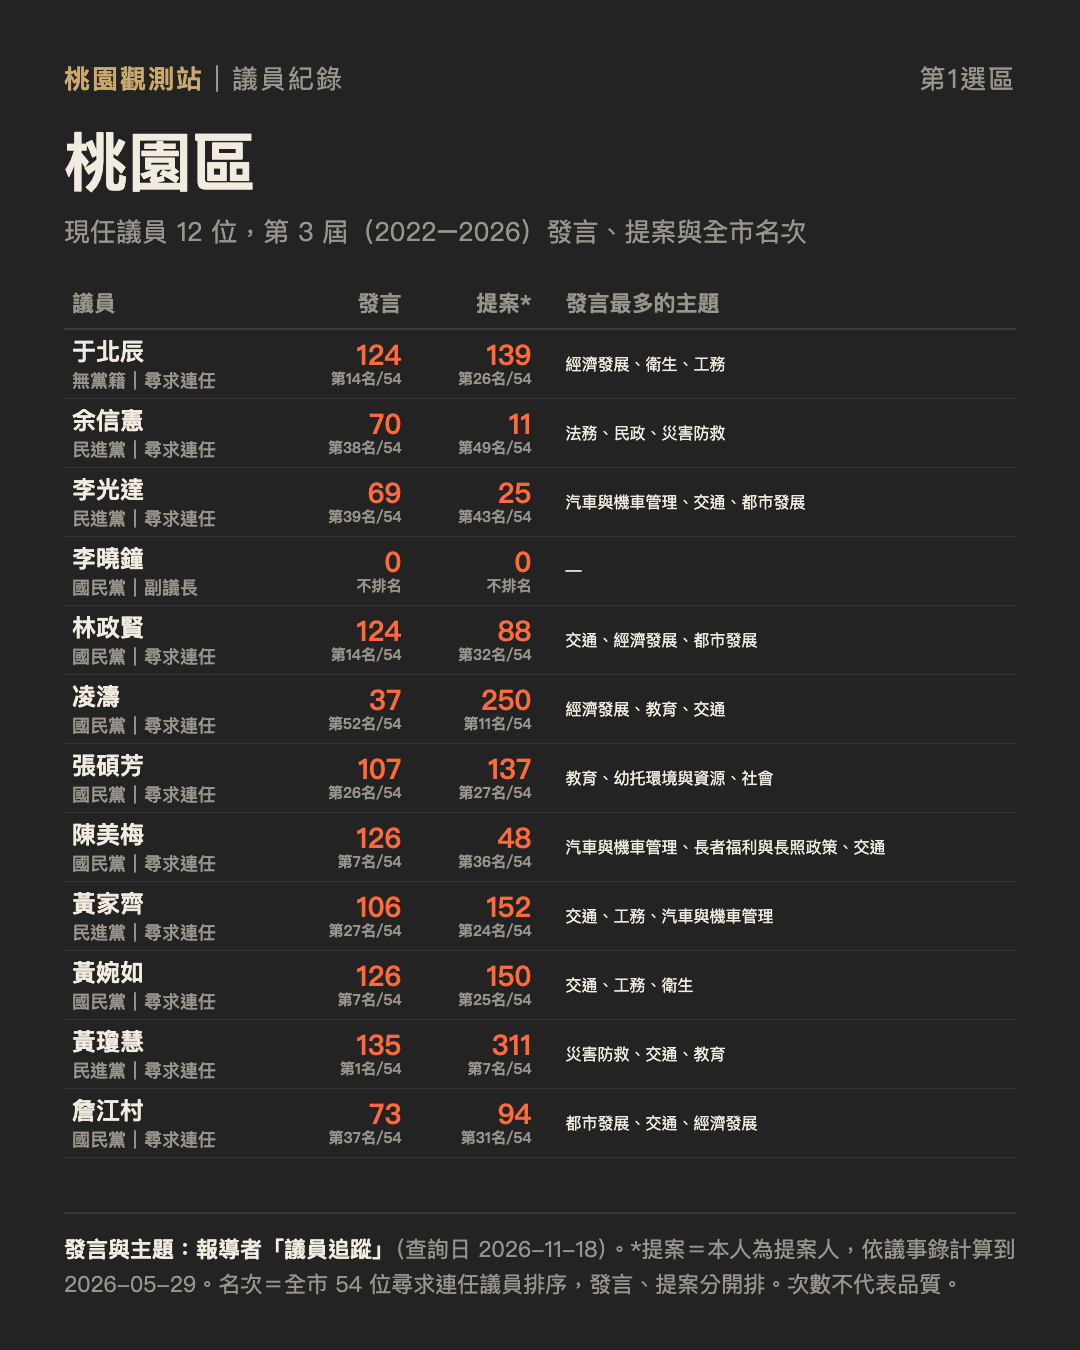 桃園觀測站｜議員紀錄
第1選區
桃園區
現任議員 12 位，第 3 屆（2022—2026）發言、提案與全市名次
議員 發言 提案* 發言最多的主題
于北辰 124 139 經濟發展、衛生、工務
無黨籍｜尋求連任 第14名/54 第26名/54
余信憲 70 11 法務、民政、災害防救
民進黨｜尋求連任 第38名/54 第49名/54
李光達 69 25 汽車與機車管理、交通、都市發展
民進黨｜尋求連任 第39名/54 第43名/54
李曉鐘 0 0 —
國民黨｜副議長 不排名 不排名
林政賢 124 88 交通、經濟發展、都市發展
國民黨｜尋求連任 第14名/54 第32名/54
凌濤 37 250 經濟發展、教育、交通
國民黨｜尋求連任 第52名/54 第11名/54
張碩芳 107 137 教育、幼托環境與資源、社會
國民黨｜尋求連任 第26名/54 第27名/54
陳美梅 126 48 汽車與機車管理、長者福利與長照政策、交通
國民黨｜尋求連任 第7名/54 第36名/54
黃家齊 106 152 交通、工務、汽車與機車管理
民進黨｜尋求連任 第27名/54 第24名/54
黃婉如 126 150 交通、工務、衛生
國民黨｜尋求連任 第7名/54 第25名/54
黃瓊慧 135 311 災害防救、交通、教育
民進黨｜尋求連任 第1名/54 第7名/54
詹江村 73 94 都市發展、交通、經濟發展
國民黨｜尋求連任 第37名/54 第31名/54
發言與主題：報導者「議員追蹤」（查詢日 2026–11–18）。*提案＝本人為提案人，依議事錄計算到
2026–05–29。名次＝全市 54 位尋求連任議員排序，發言、提案分開排。次數不代表品質。